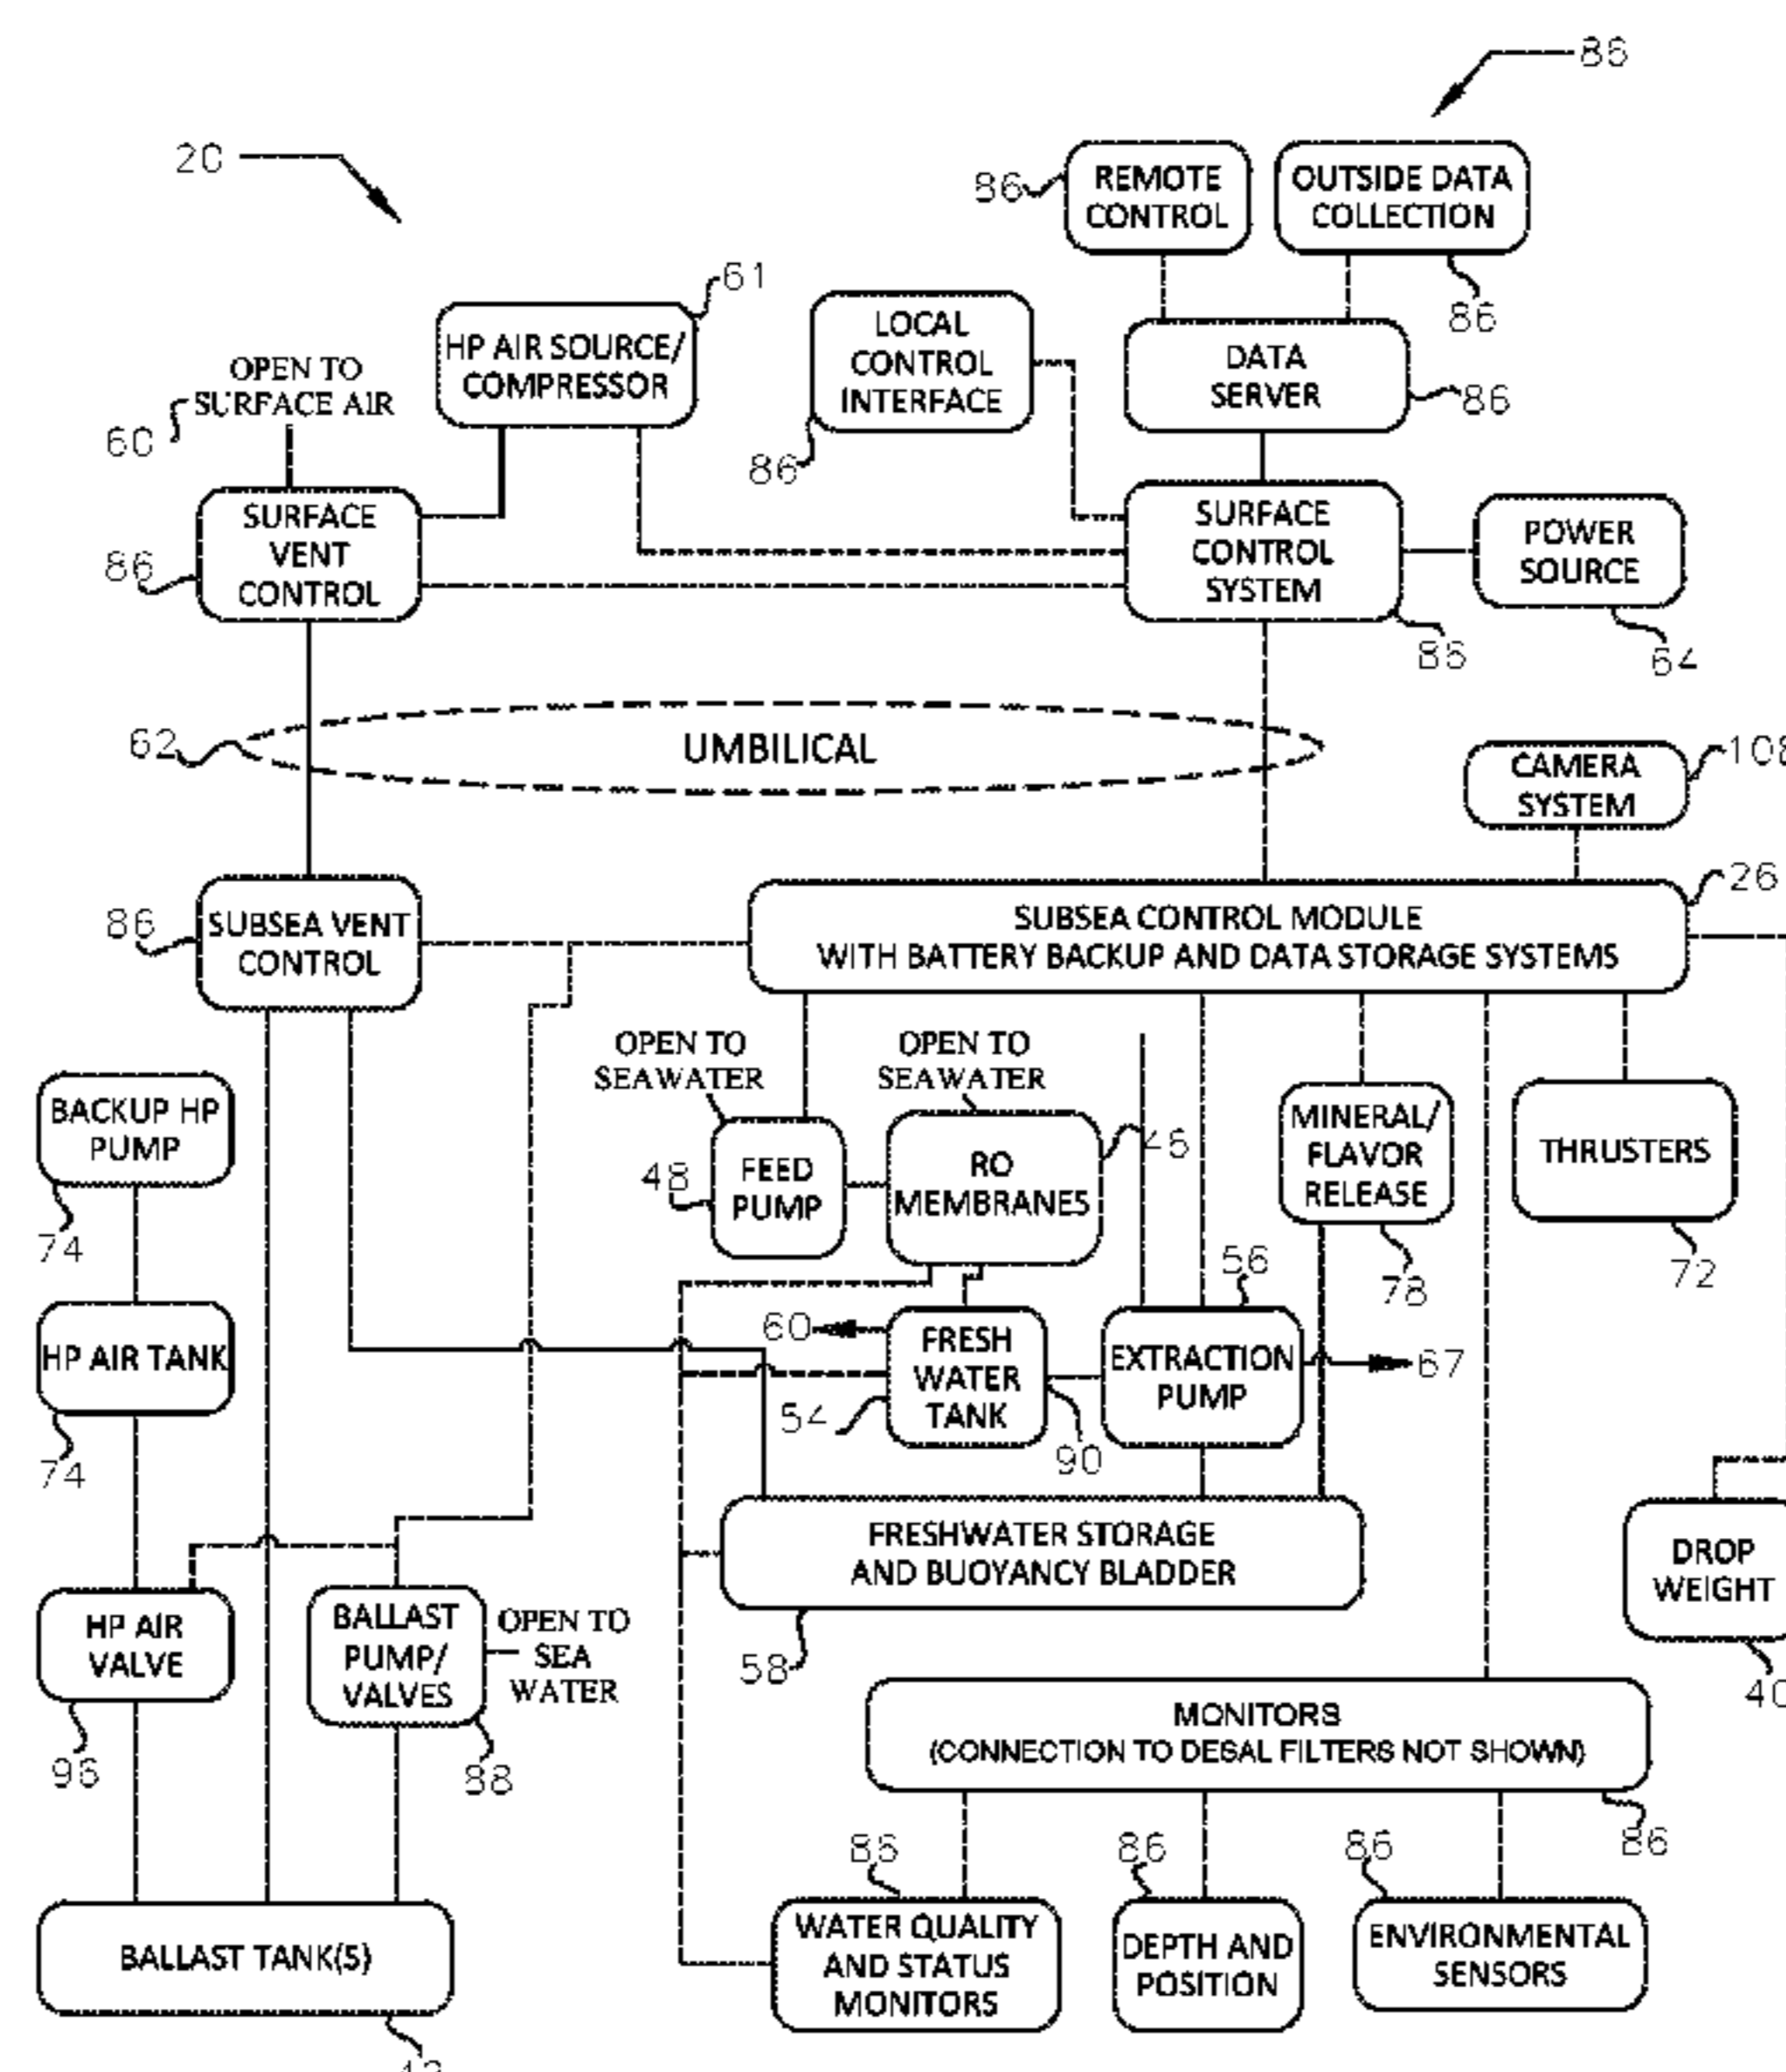 86
20
86
REMOTE
CONTROL
OUTSIDE DATA
COLLECTION
86
61
HP AIR SOURCE/
COMPRESSOR
LOCAL
CONTROL
INTERFACE
86
DATA
SERVER
86
OPEN TO
SURFACE AIR
60
SURFACE
VENT
CONTROL
86
SURFACE
CONTROL
SYSTEM
86
POWER
SOURCE
64
62
UMBILICAL
CAMERA
SYSTEM
108
86
SUBSEA VENT
CONTROL
SUBSEA CONTROL MODULE
WITH BATTERY BACKUP AND DATA STORAGE SYSTEMS
26
OPEN TO
SEAWATER
OPEN TO
SEAWATER
BACKUP HP
PUMP
74
48
FEED
PUMP
RO
MEMBRANES
46
MINERAL/
FLAVOR
RELEASE
78
THRUSTERS
72
HP AIR TANK
74
60
FRESH
WATER
TANK
54
90
56
EXTRACTION
PUMP
67
FRESHWATER STORAGE
AND BUOYANCY BLADDER
58
DROP
WEIGHT
40
HP AIR
VALVE
96
BALLAST
PUMP/
VALVES
88
OPEN TO
SEA
WATER
MONITORS
(CONNECTION TO DESAL FILTERS NOT SHOWN)
86
86
WATER QUALITY
AND STATUS
MONITORS
86
DEPTH AND
POSITION
86
ENVIRONMENTAL
SENSORS
BALLAST TANK(S)